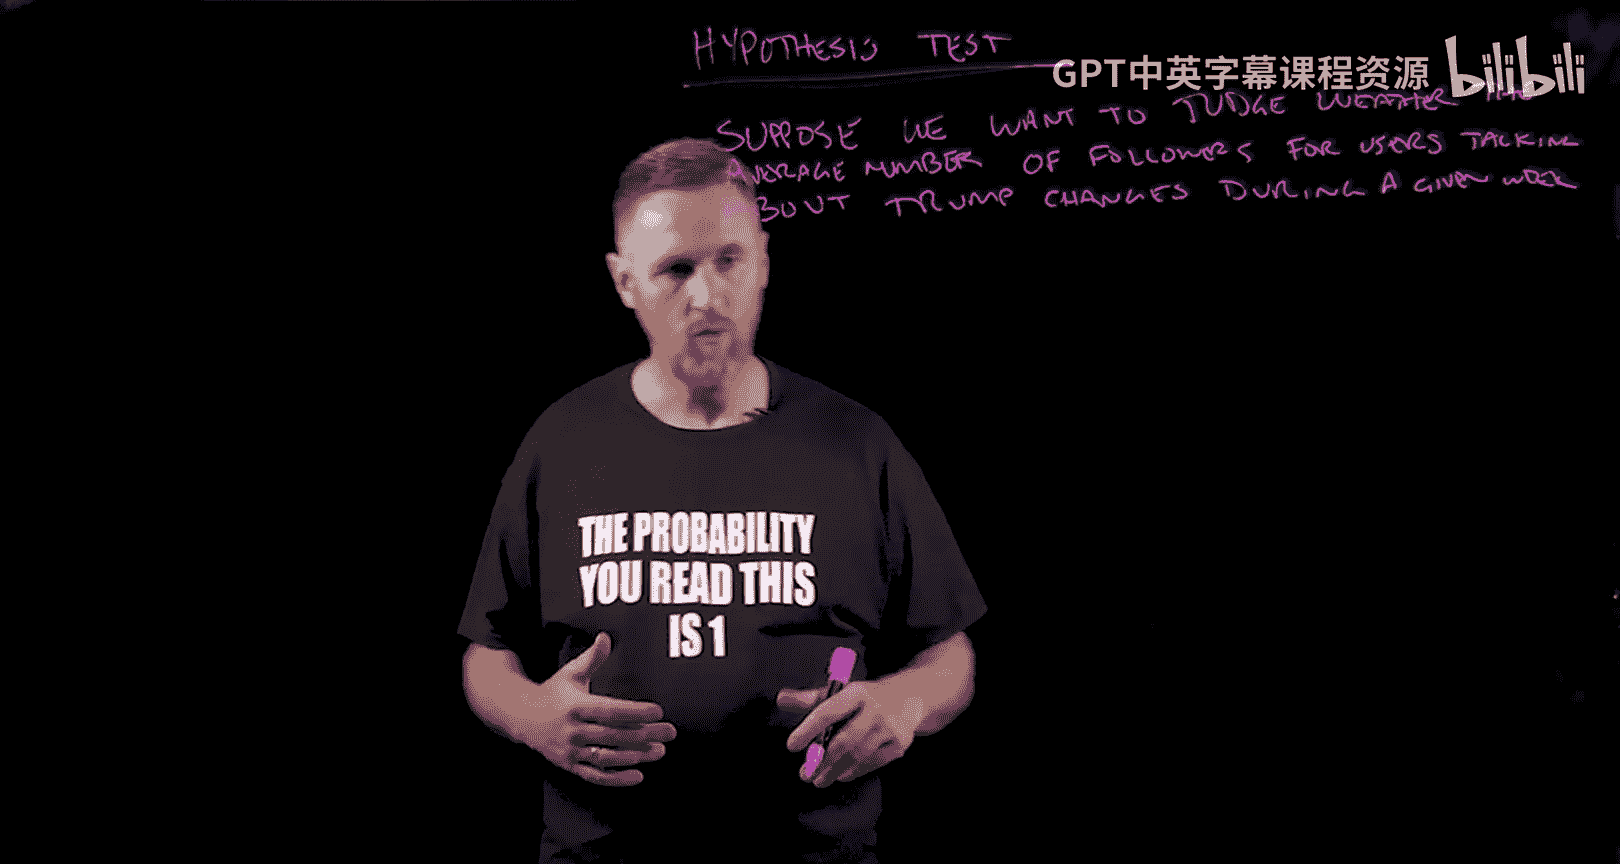 HYPOTHESIS TEST
GPT中英字幕课程资源 bilibili
SUPPOSE WE WANT TO JUDGE WEATHER THE
AVERAGE NUMBER OF FOLLOWERS FOR USERS TALKING
ABOUT TRUMP CHANGES DURING A GIVEN WEEK
THE PROBABILITY
YOU READ THIS
IS 1